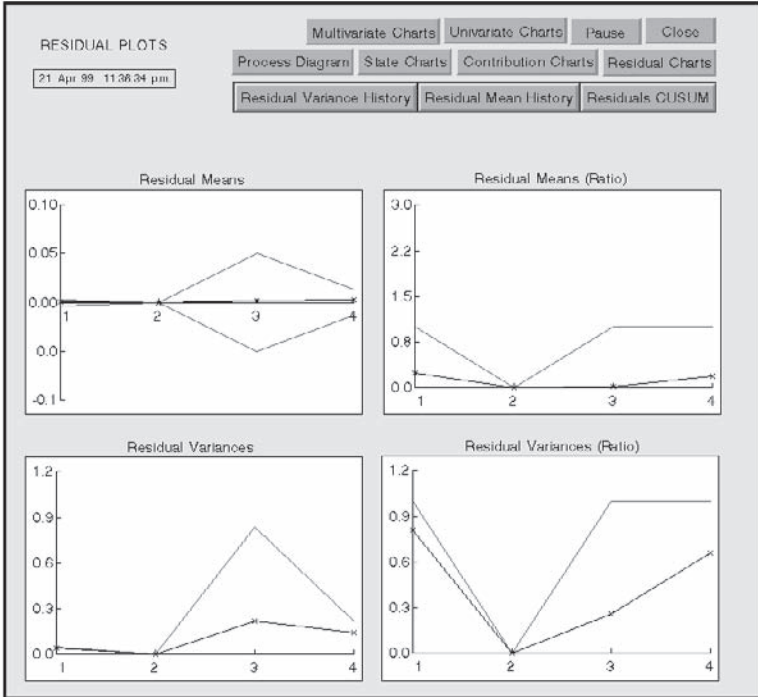 RESIDUAL PLOTS
21 Apr 99 11:36:34 p.m.
Multivariate Charts
Univariate Charts
Pause
Close
Process Diagram
State Charts
Contribution Charts
Residual Charts
Residual Variance History
Residual Mean History
Residuals CUSUM
Residual Means
0.10
0.05
0.00
0.0
-0.1
1 2 3 4
Residual Means (Ratio)
3.0
2.2
1.5
0.8
0.0
1 2 3 4
Residual Variances
1.2
0.9
0.6
0.3
0.0
1 2 3 4
Residual Variances (Ratio)
1.2
0.9
0.6
0.3
0.0
1 2 3 4